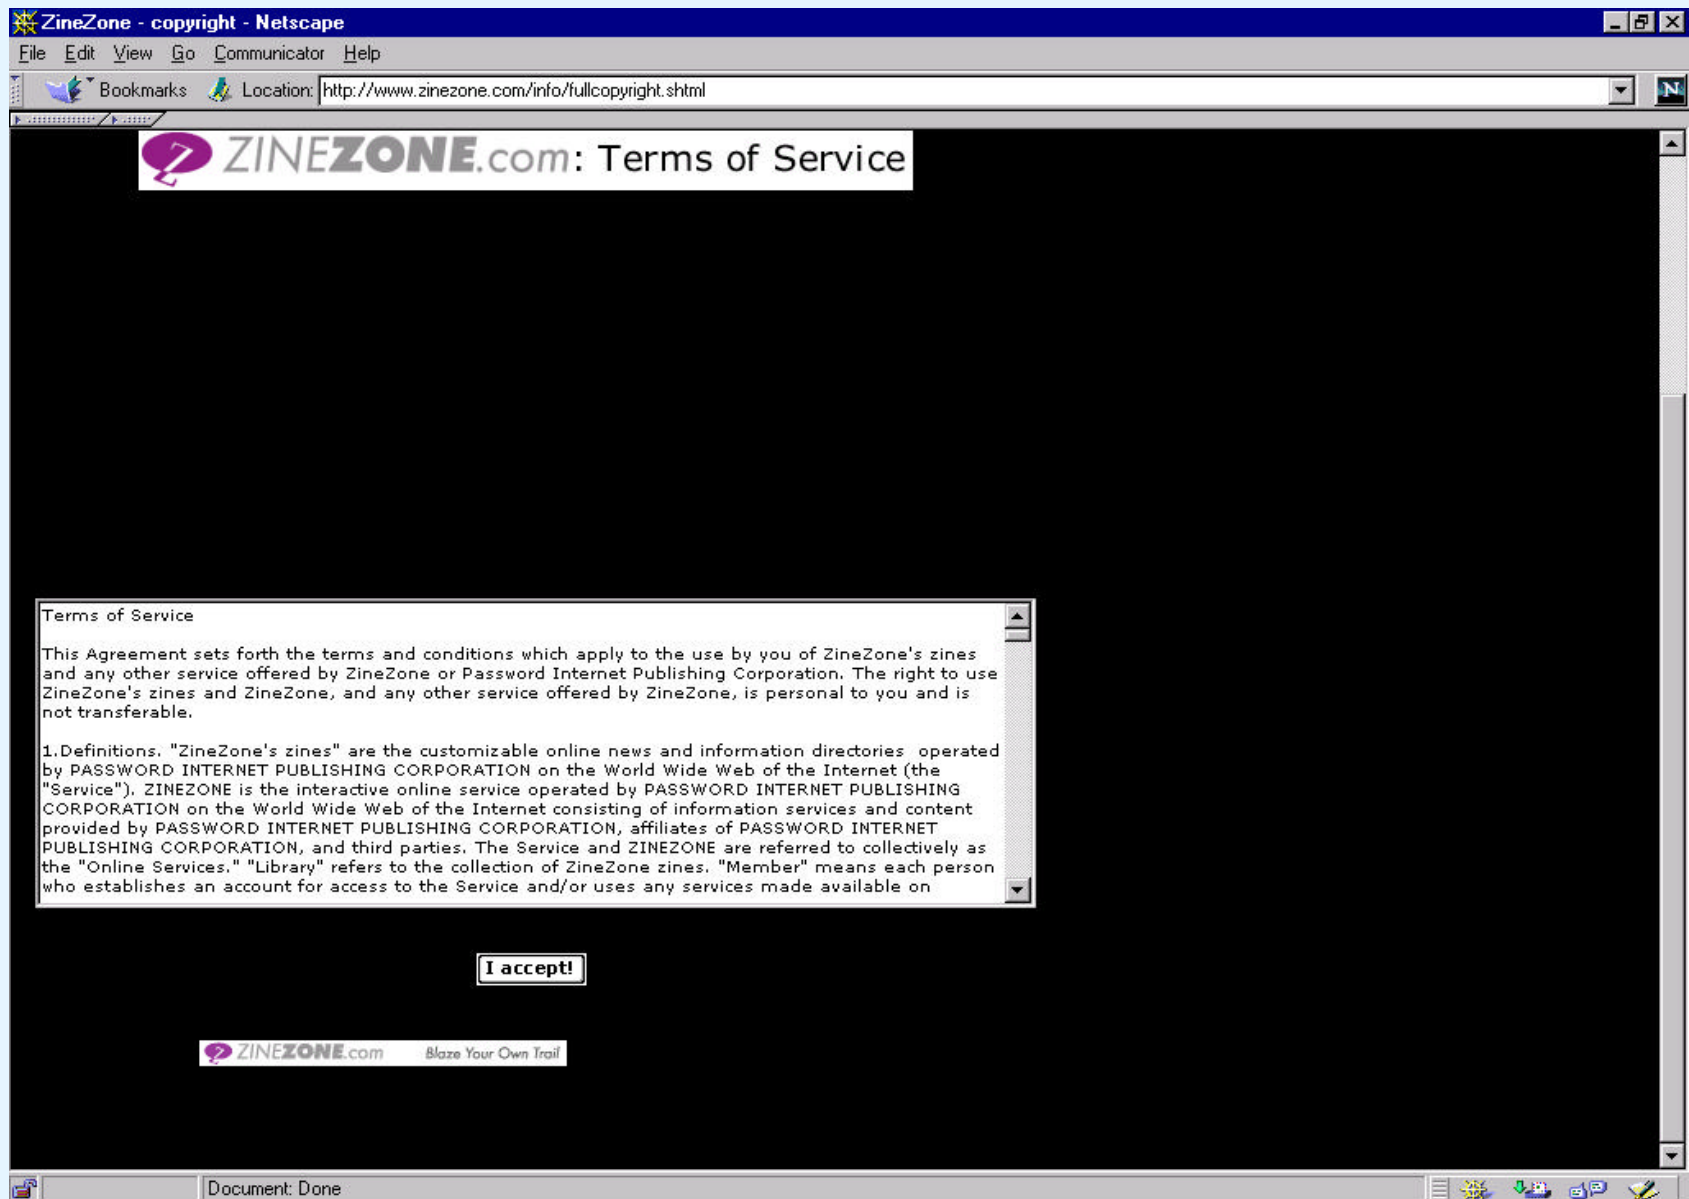 ZineZone - copyright - Netscape
File Edit View Go Communicator Help
Bookmarks Location: http://www.zinezone.com/info/fullcopyright.shtml
N
ZINEZONE.com: Terms of Service
Terms of Service
This Agreement sets forth the terms and conditions which apply to the use by you of ZineZone's zines
and any other service offered by ZineZone or Password Internet Publishing Corporation. The right to use
ZineZone's zines and ZineZone, and any other service offered by ZineZone, is personal to you and is
not transferable.
1.Definitions. "ZineZone's zines" are the customizable online news and information directories  operated
by PASSWORD INTERNET PUBLISHING CORPORATION on the World Wide Web of the Internet (the
"Service"). ZINEZONE is the interactive online service operated by PASSWORD INTERNET PUBLISHING
CORPORATION on the World Wide Web of the Internet consisting of information services and content
provided by PASSWORD INTERNET PUBLISHING CORPORATION, affiliates of PASSWORD INTERNET
PUBLISHING CORPORATION, and third parties. The Service and ZINEZONE are referred to collectively as
the "Online Services." "Library" refers to the collection of ZineZone zines. "Member" means each person
who establishes an account for access to the Service and/or uses any services made available on
I accept!
ZINEZONE.com Blaze Your Own Trail
Document: Done